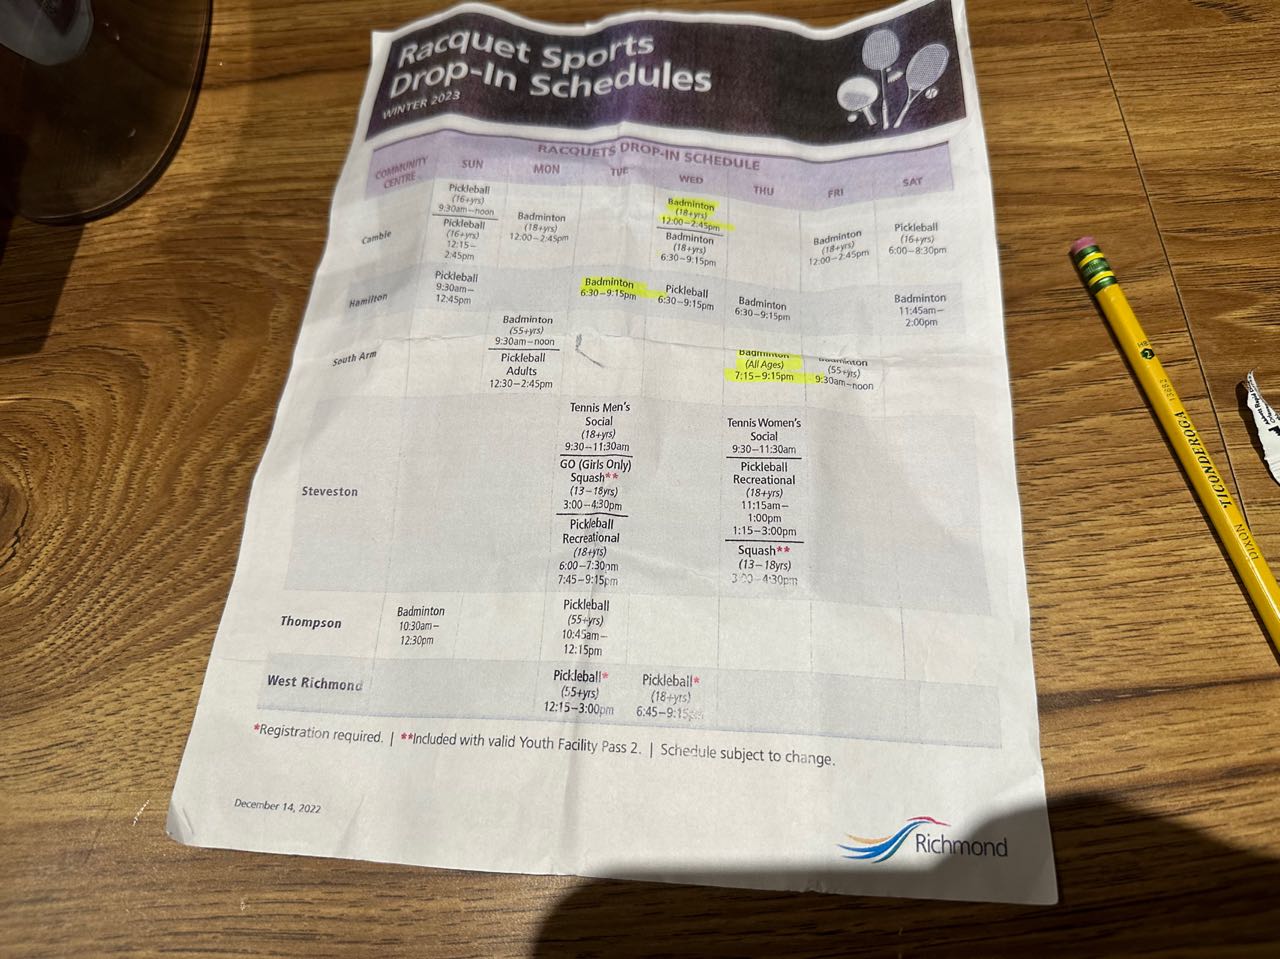 Racquet Sports
Drop-In Schedules
WINTER 2023
RACQUETS DROP-IN SCHEDULE
COMMUNITY
CENTRE
SUN
MON
TUE
WED
THU
FRI
SAT
Cambie
Pickleball
(16+yrs)
9:30am–noon
Pickleball
(16+yrs)
12:15–
2:45pm
Badminton
(18+yrs)
12:00–2:45pm
Badminton
(18+yrs)
12:00–2:45pm
Badminton
(18+yrs)
6:30–9:15pm
Badminton
(18+yrs)
12:00–2:45pm
Pickleball
(16+yrs)
6:00–8:30pm
Hamilton
Pickleball
9:30am–
12:45pm
Badminton
6:30–9:15pm
Pickleball
6:30–9:15pm
Badminton
6:30–9:15pm
Badminton
11:45am–
2:00pm
South Arm
Badminton
(55+yrs)
9:30am–noon
Pickleball
Adults
12:30–2:45pm
Badminton
(All Ages)
7:15–9:15pm
Badminton
(55+yrs)
9:30am–noon
Steveston
Tennis Men's
Social
(18+yrs)
9:30–11:30am
GO (Girls Only)
Squash**
(13–18yrs)
3:00–4:30pm
Pickleball
Recreational
(18+yrs)
6:00–7:30pm
7:45–9:15pm
Tennis Women's
Social
9:30–11:30am
Pickleball
Recreational
(18+yrs)
11:15am–
1:00pm
1:15–3:00pm
Squash**
(13–18yrs)
3:00–4:30pm
Thompson
Badminton
10:30am–
12:30pm
Pickleball
(55+yrs)
10:45am–
12:15pm
West Richmond
Pickleball*
(55+yrs)
12:15–3:00pm
Pickleball*
(18+yrs)
6:45–9:15pm
*Registration required. | **Included with valid Youth Facility Pass 2. | Schedule subject to change.
December 14, 2022
Richmond
DIXON TICONDEROGA 13882 2 HB